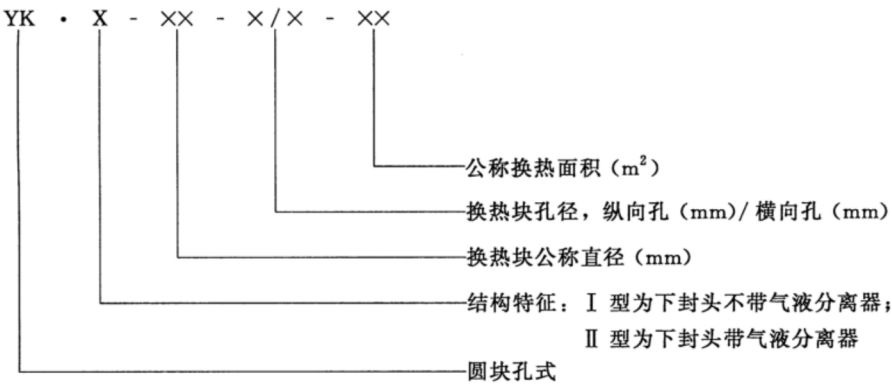 YK · X - ×× - ×/× - ××
公称换热面积（m²）
换热块孔径，纵向孔（mm）/ 横向孔（mm）
换热块公称直径（mm）
结构特征：Ⅰ 型为下封头不带气液分离器；
Ⅱ 型为下封头带气液分离器
圆块孔式